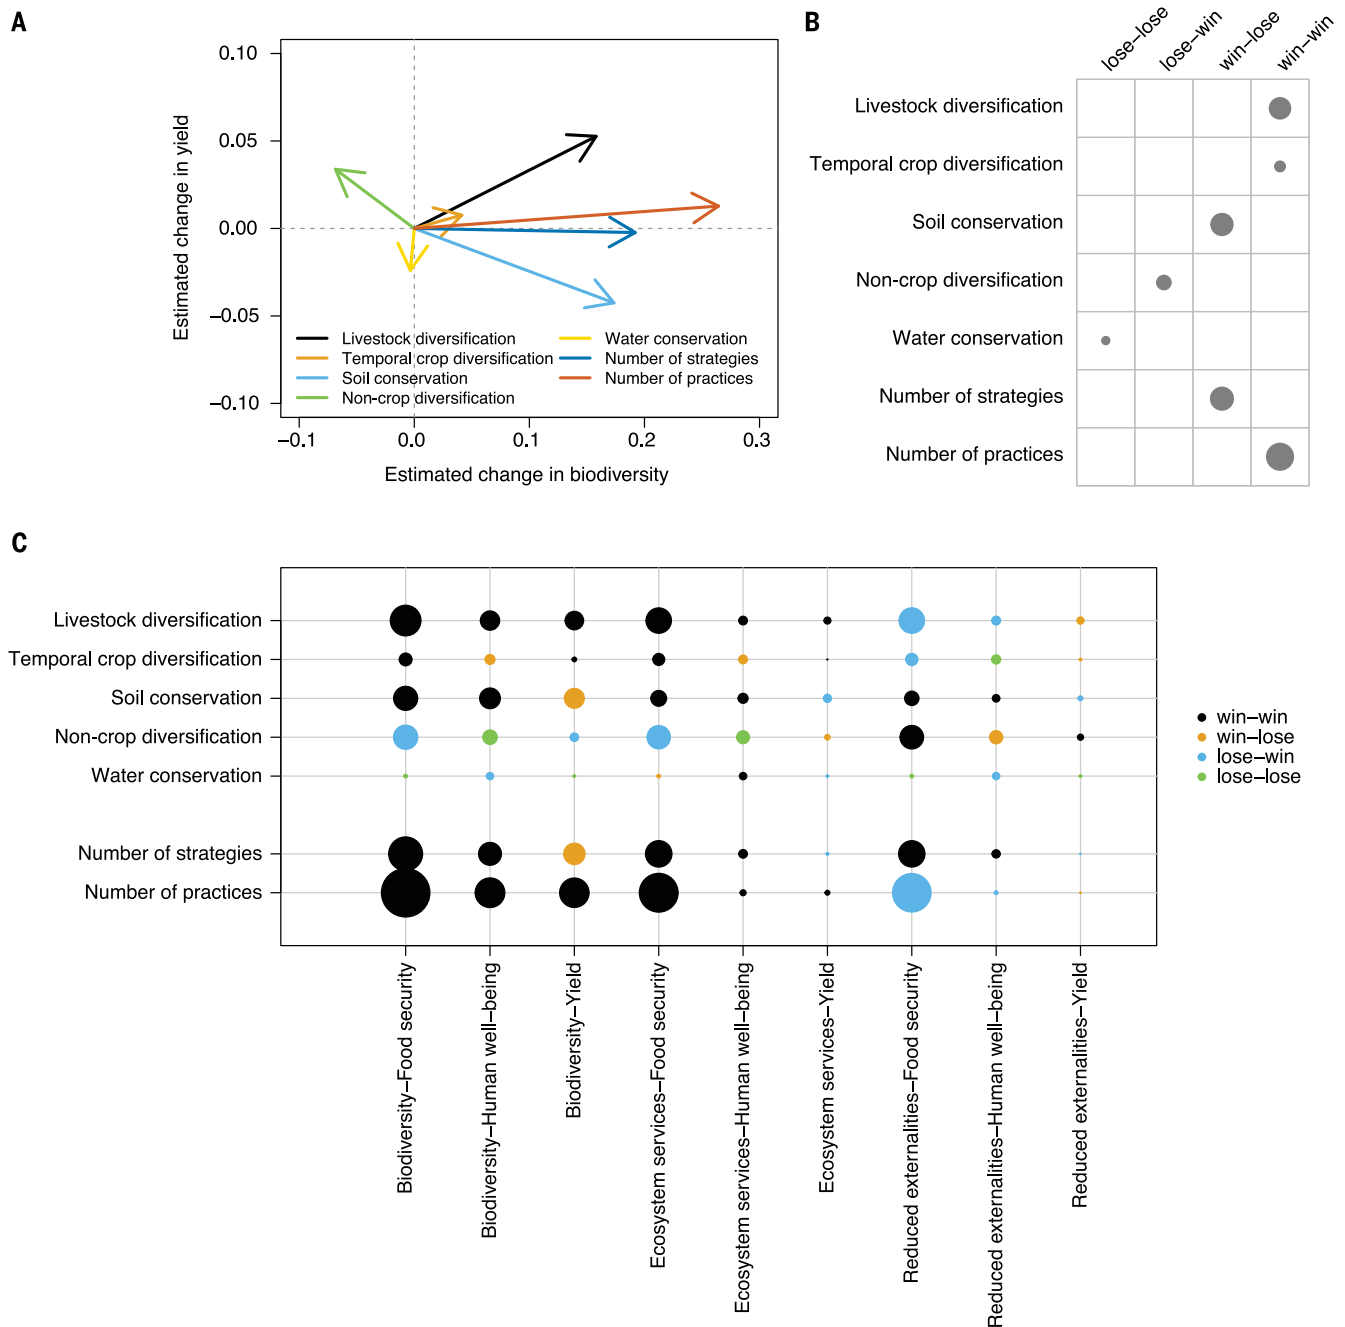 A
0.10
0.05
0.00
−0.05
−0.10
Estimated change in yield
Livestock diversification
Temporal crop diversification
Soil conservation
Non−crop diversification
Water conservation
Number of strategies
Number of practices
−0.1
0.0
0.1
0.2
0.3
Estimated change in biodiversity
B
lose−lose
lose−win
win−lose
win−win
Livestock diversification
Temporal crop diversification
Soil conservation
Non−crop diversification
Water conservation
Number of strategies
Number of practices
C
Livestock diversification
Temporal crop diversification
Soil conservation
Non−crop diversification
Water conservation
Number of strategies
Number of practices
win−win
win−lose
lose−win
lose−lose
Biodiversity−Food security
Biodiversity−Human well−being
Biodiversity−Yield
Ecosystem services−Food security
Ecosystem services−Human well−being
Ecosystem services−Yield
Reduced externalities−Food security
Reduced externalities−Human well−being
Reduced externalities−Yield